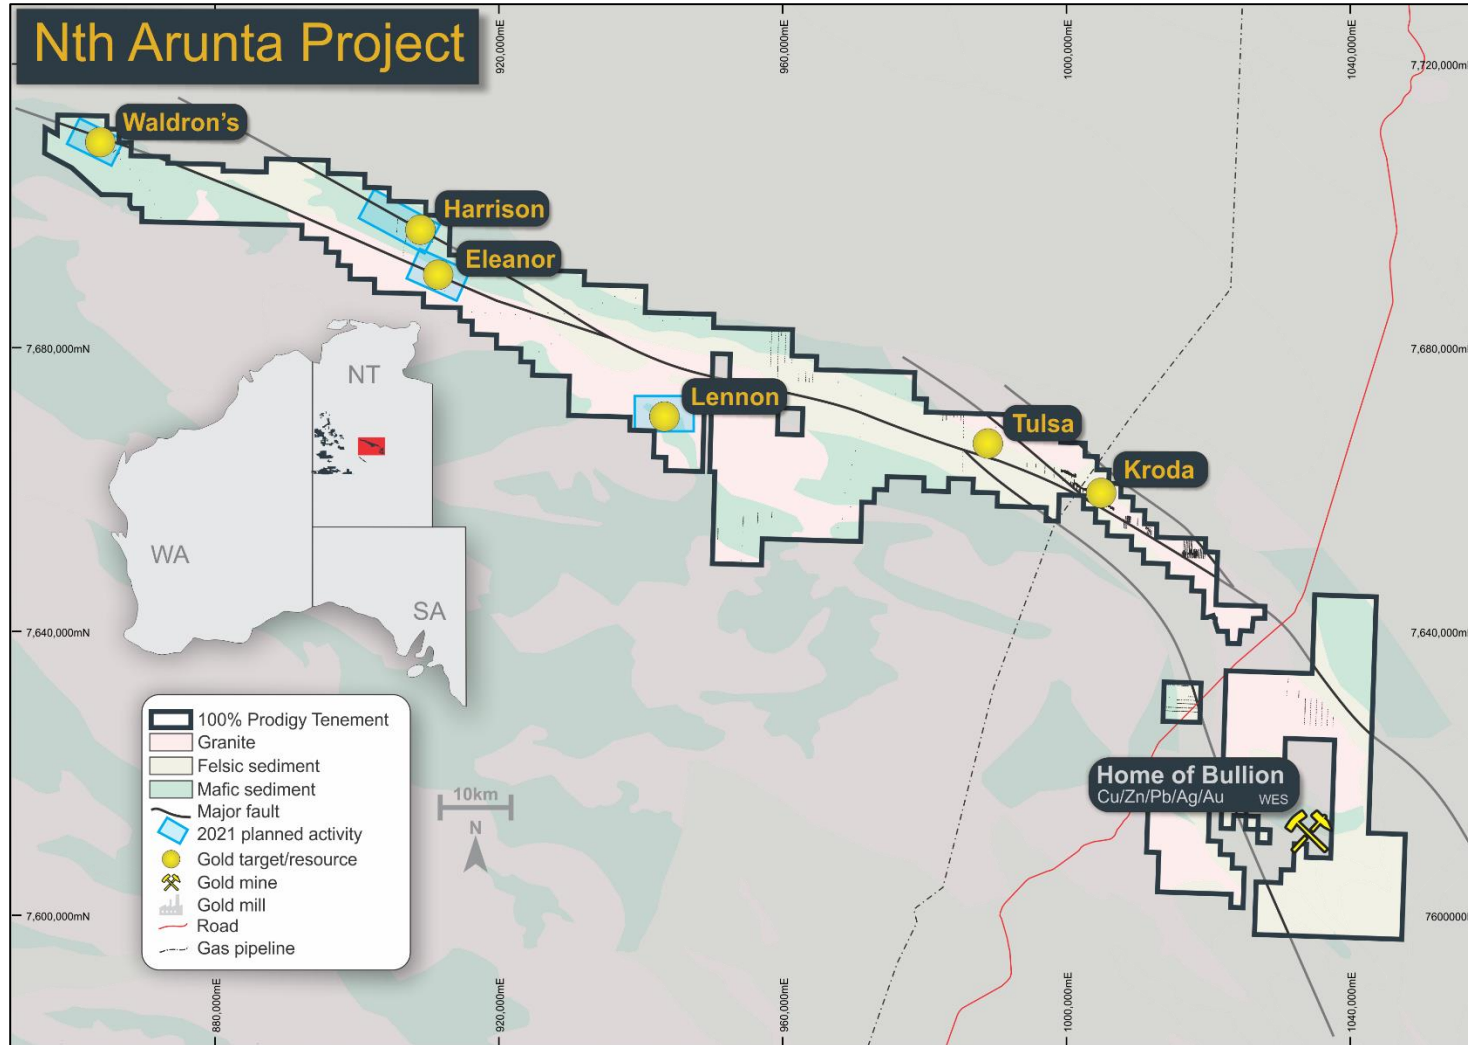 Nth Arunta Project
920,000mE
960,000mE
1000,000mE
1040,000mE
7,720,000mN
Waldron's
Harrison
Eleanor
7,680,000mN
7,680,000mN
Lennon
Tulsa
Kroda
NT
WA
SA
7,640,000mN
7,640,000mN
100% Prodigy Tenement
Granite
Felsic sediment
Mafic sediment
Major fault
2021 planned activity
Gold target/resource
Gold mine
Gold mill
Road
Gas pipeline
10km
N
Home of Bullion
Cu/Zn/Pb/Ag/Au WES
7,600,000mN
7600000
880,000mE
920,000mE
960,000mE
1000,000mE
1040,000mE